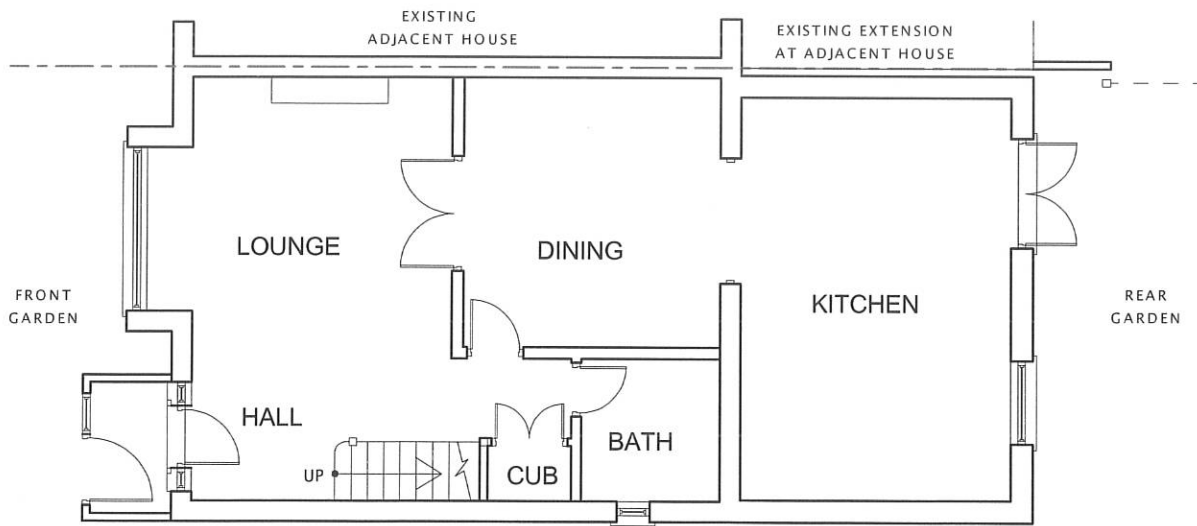 EXISTING
ADJACENT HOUSE
EXISTING EXTENSION
AT ADJACENT HOUSE
LOUNGE
DINING
KITCHEN
FRONT
GARDEN
REAR
GARDEN
HALL
BATH
UP
CUB